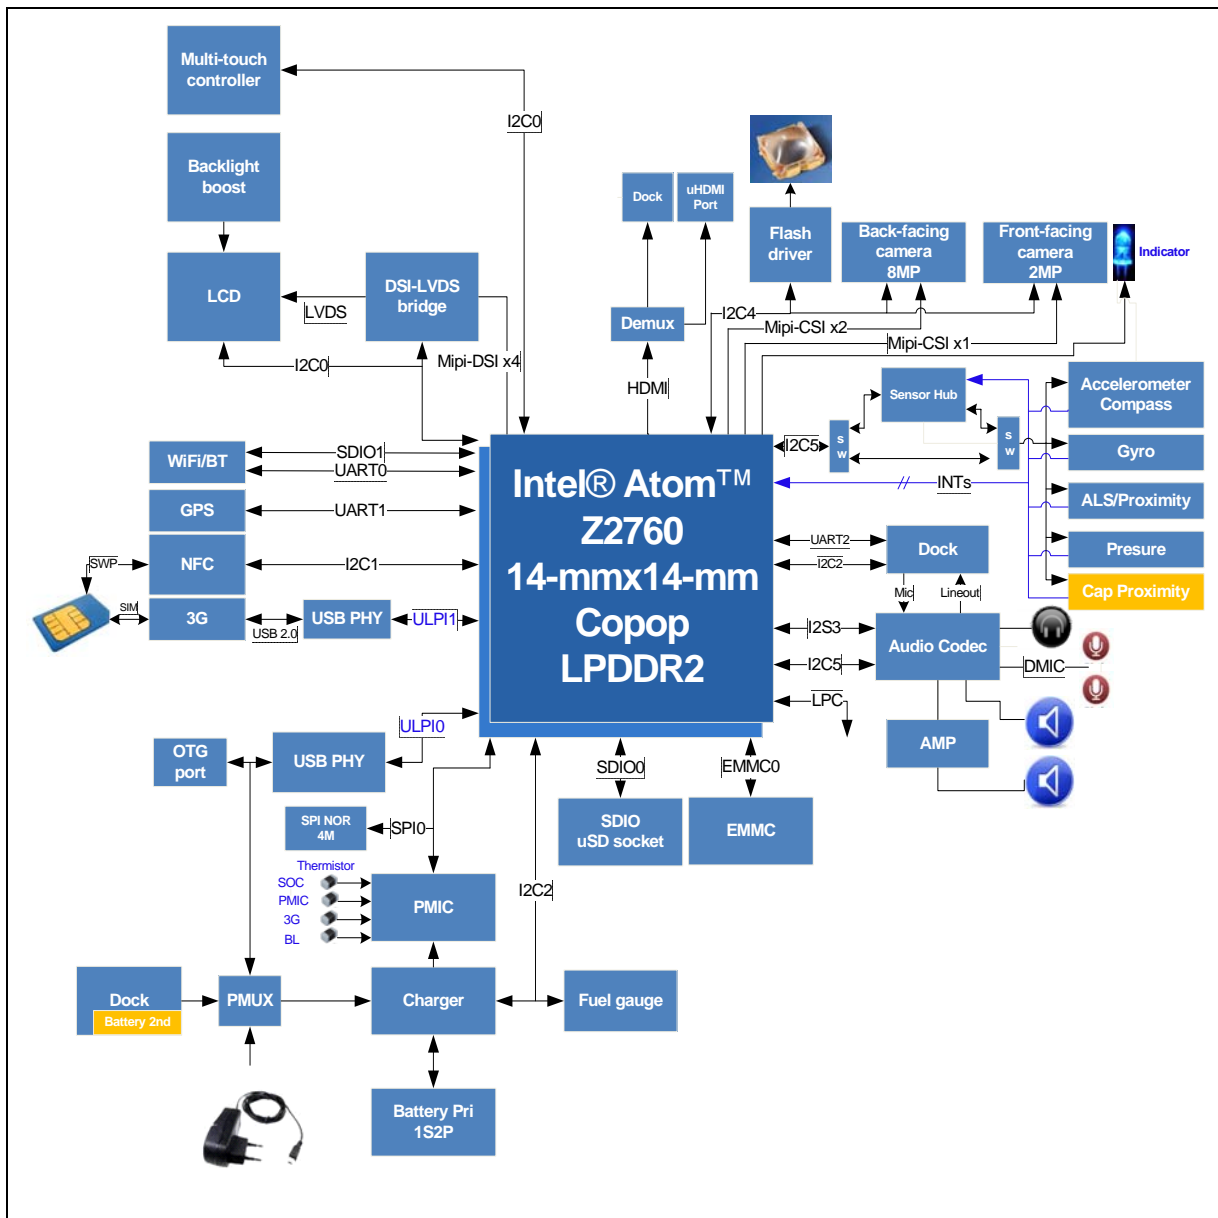 Multi-touch
controller
I2C0
Backlight
boost
Dock
uHDMI
Port
Flash
driver
Back-facing
camera
8MP
Front-facing
camera
2MP
Indicator
LCD
LVDS
DSI-LVDS
bridge
Demux
I2C4
Mipi-CSI x2
Mipi-CSI x1
I2C0
Mipi-DSI x4
HDMI
Sensor Hub
Accelerometer
Compass
WiFi/BT
SDIO1
UART0
I2C5
S
W
S
W
Gyro
Intel® Atom™
Z2760
14-mmx14-mm
Copop
LPDDR2
INTs
ALS/Proximity
GPS
UART1
UART2
I2C2
Dock
Presure
SWP
NFC
I2C1
Cap Proximity
Mic
Lineout
SIM
3G
USB 2.0
USB PHY
ULPI1
I2S3
Audio Codec
I2C5
DMIC
LPC
ULPI0
OTG
port
USB PHY
AMP
SDIO0
EMMC0
SPI NOR
4M
SPI0
SDIO
uSD socket
EMMC
Thermistor
SOC
PMIC
3G
BL
PMIC
I2C2
Dock
Battery 2nd
PMUX
Charger
Fuel gauge
Battery Pri
1S2P